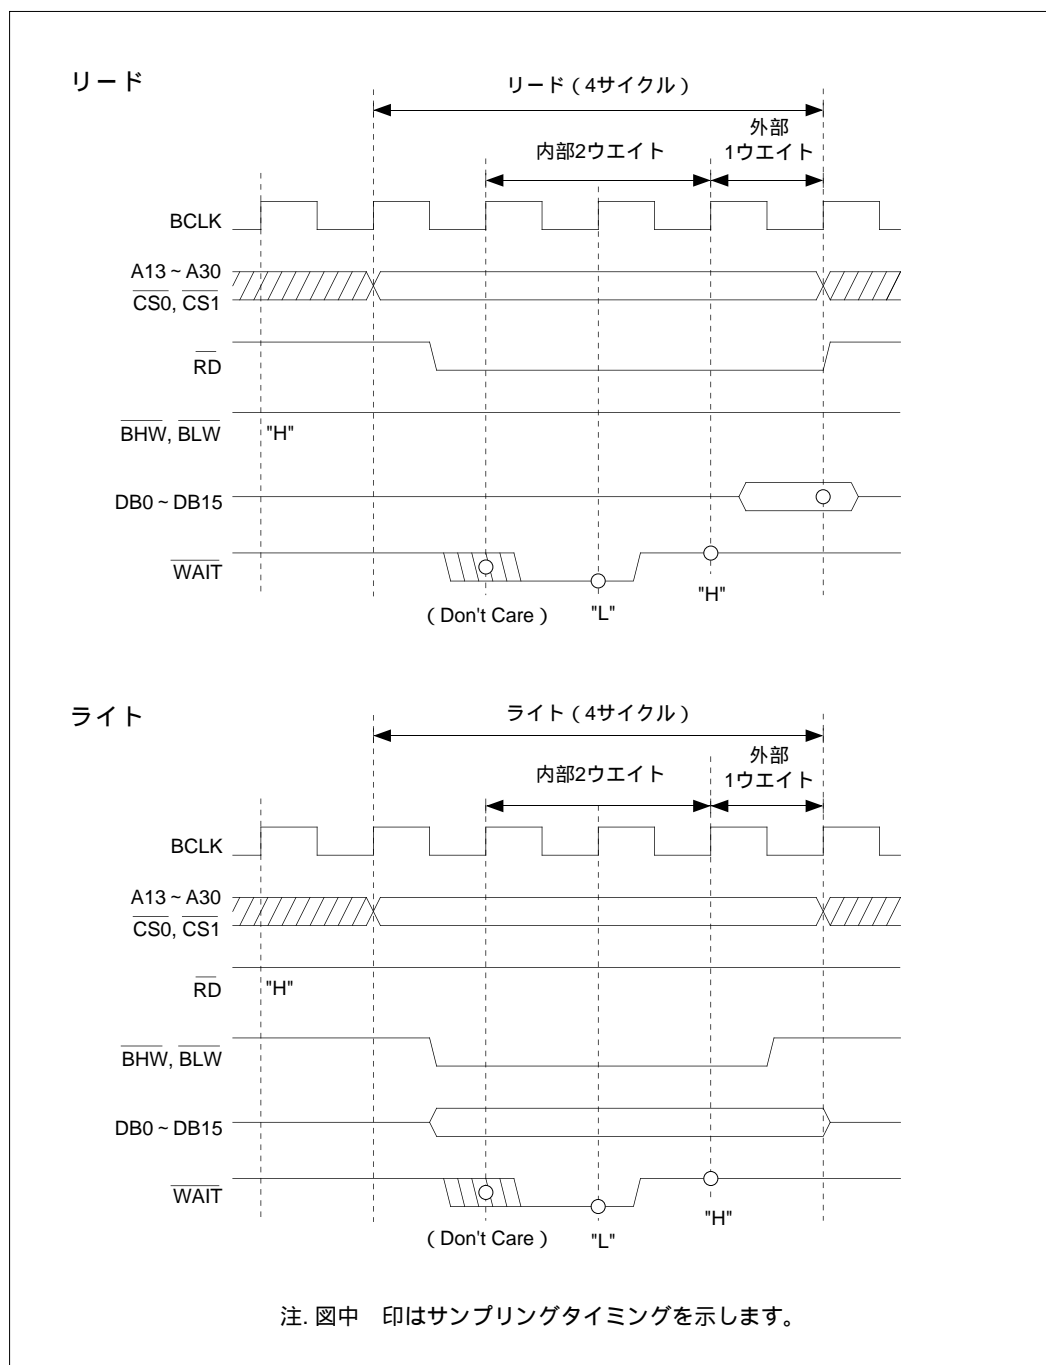 リード
リード(4サイクル)
外部
内部2ウエイト
1ウエイト
BCLK
A13~A30
CS0, CS1
RD
BHW, BLW
"H"
DB0~DB15
WAIT
"H"
(Don't Care)
"L"
ライト
ライト(4サイクル)
外部
内部2ウエイト
1ウエイト
BCLK
A13~A30
CS0, CS1
RD
"H"
BHW, BLW
DB0~DB15
WAIT
"H"
(Don't Care)
"L"
注. 図中 印はサンプリングタイミングを示します。